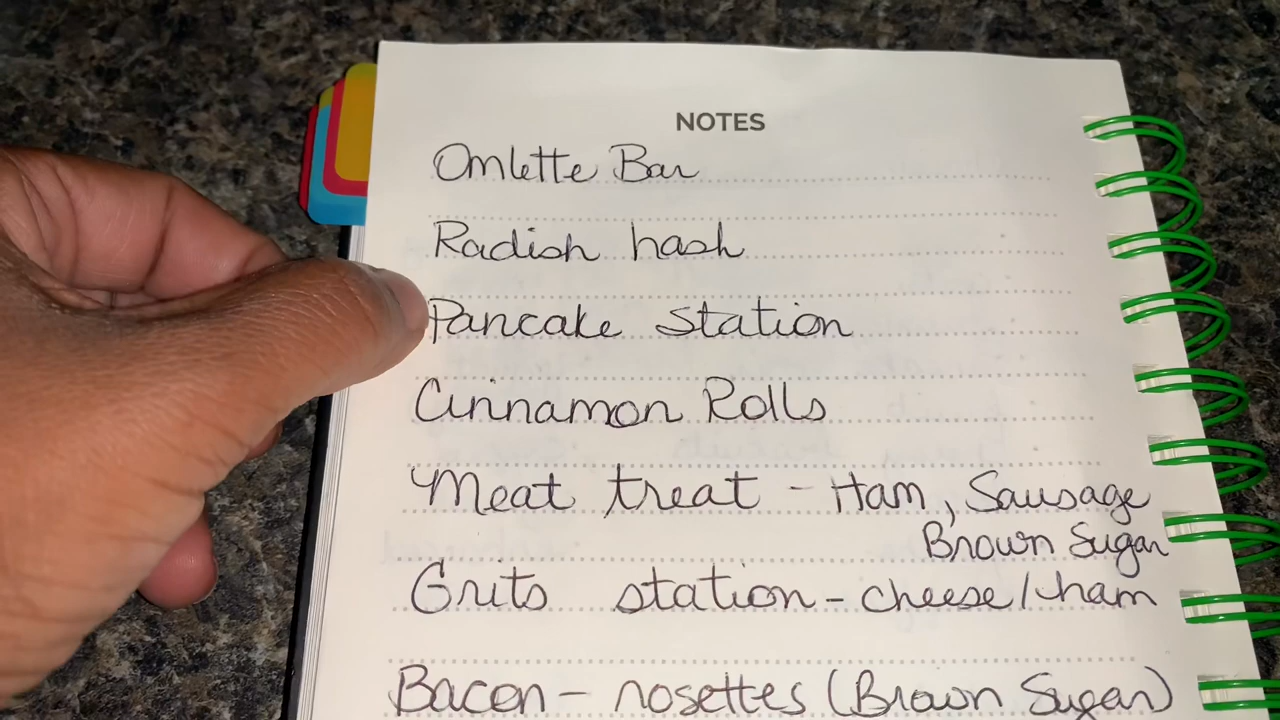 NOTES
Omlette Bar
Radish hash
Pancake Station
Cinnamon Rolls
Meat treat - Ham, Sausage
Brown Sugar
Grits station - cheese/ham
Bacon - rosettes (Brown Sugar)